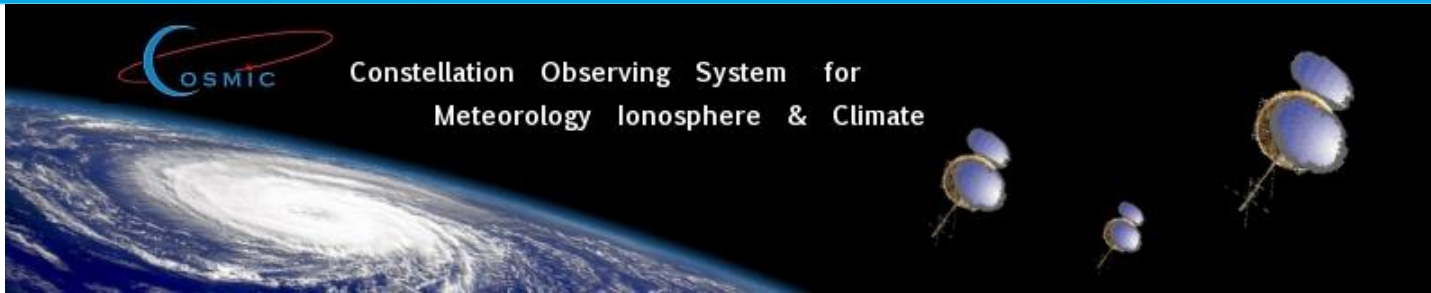 COSMIC
Constellation Observing System for
Meteorology Ionosphere & Climate